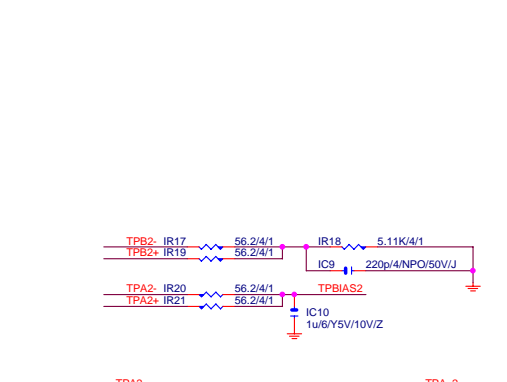 TPB2- IR17 56.2/4/1 IR18 5.11K/4/1
TPB2+ IR19 56.2/4/1
IC9 220p/4/NPO/50V/J
TPA2- IR20 56.2/4/1 TPBIAS2
TPA2+ IR21 56.2/4/1
IC10
1u/6/Y5V/10V/Z